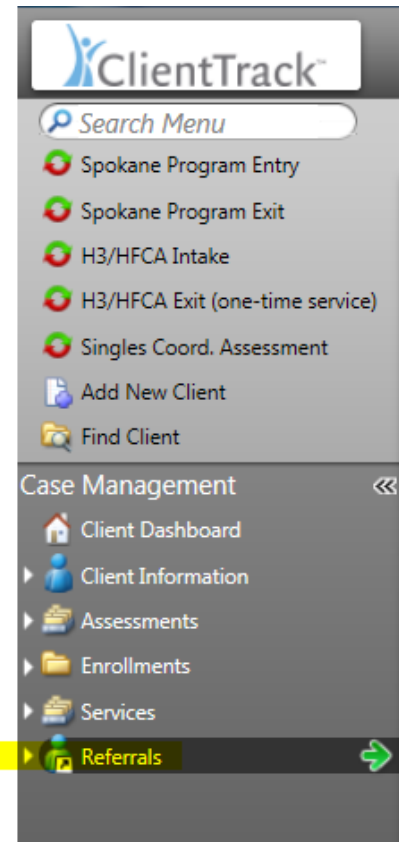 ClientTrack™
Search Menu
Spokane Program Entry
Spokane Program Exit
H3/HFCA Intake
H3/HFCA Exit (one-time service)
Singles Coord. Assessment
Add New Client
Find Client
Case Management
Client Dashboard
Client Information
Assessments
Enrollments
Services
Referrals